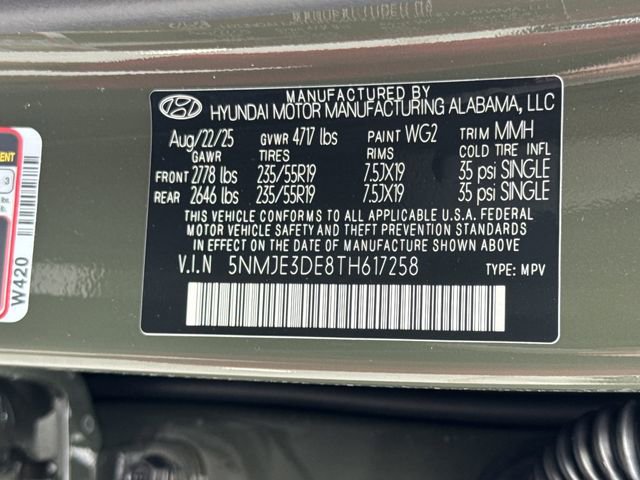 MANUFACTURED BY
HYUNDAI MOTOR MANUFACTURING ALABAMA, LLC
Aug/22/25 GVWR 4717 lbs PAINT WG2 TRIM MMH
GAWR TIRES RIMS COLD TIRE INFL
FRONT 2778 lbs 235/55R19 7.5JX19 35 psi SINGLE
REAR 2646 lbs 235/55R19 7.5JX19 35 psi SINGLE
THIS VEHICLE CONFORMS TO ALL APPLICABLE U.S.A. FEDERAL
MOTOR VEHICLE SAFETY AND THEFT PREVENTION STANDARDS
IN EFFECT ON THE DATE OF MANUFACTURE SHOWN ABOVE
V.I.N 5NMJE3DE8TH617258 TYPE: MPV
3
lbs.
W420